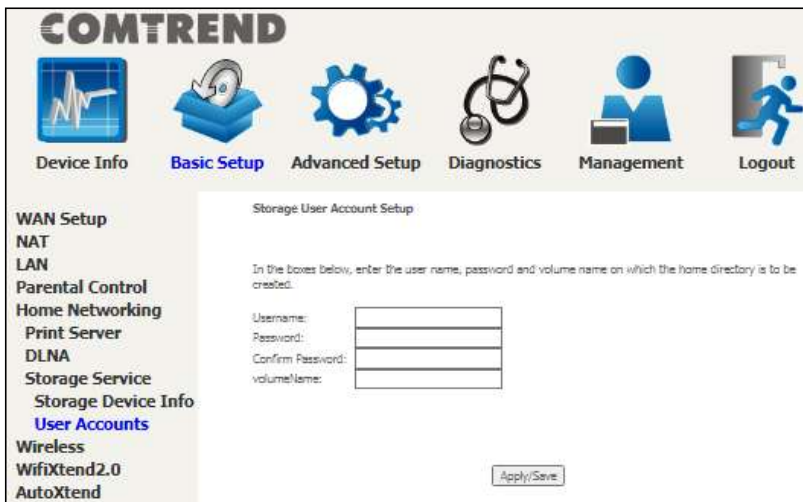 COMTREND
Device Info
Basic Setup
Advanced Setup
Diagnostics
Management
Logout
WAN Setup
NAT
LAN
Parental Control
Home Networking
Print Server
DLNA
Storage Service
Storage Device Info
User Accounts
Wireless
WifiXtend2.0
AutoXtend
Storage User Account Setup
In the boxes below, enter the user name, password and volume name on which the home directory is to be
created.
Username:
Password:
Confirm Password:
volumeName:
Apply/Save